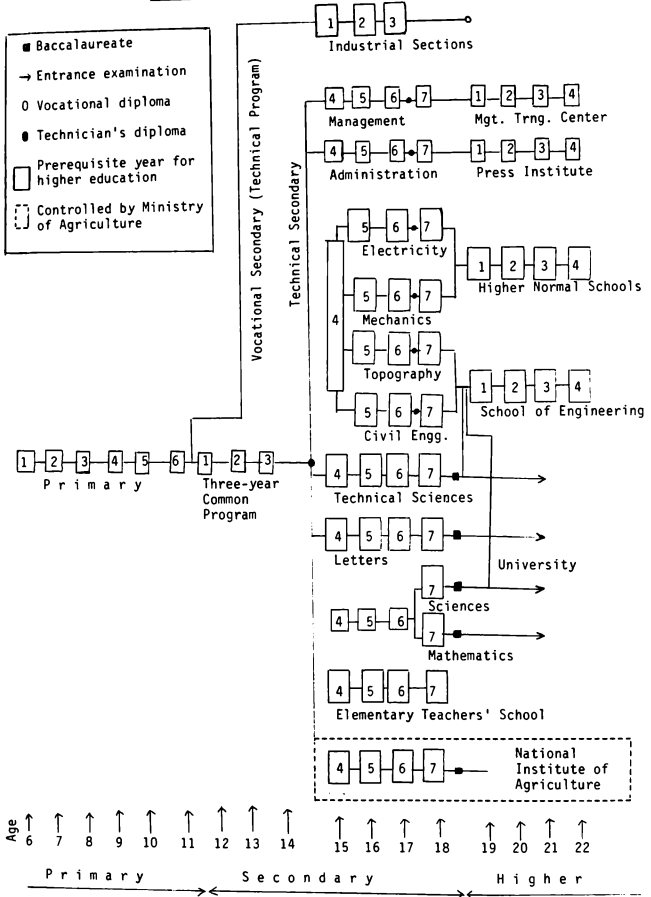 Baccalaureate
Entrance examination
Vocational diploma
Technician's diploma
Prerequisite year for
higher education
Controlled by Ministry
of Agriculture
Vocational Secondary (Technical Program)
Technical Secondary
1 2 3
Industrial Sections
4 5 6 7 1 2 3 4
Management Mgt. Trng. Center
4 5 6 7 1 2 3 4
Administration Press Institute
4
5 6 7
Electricity
1 2 3 4
Higher Normal Schools
5 6 7
Mechanics
5 6 7
Topography
1 2 3 4
School of Engineering
5 6 7
Civil Engg.
1 2 3 4 5 6 1 2 3
Primary
Three-year
Common
Program
4 5 6 7
Technical Sciences
4 5 6 7
Letters
University
7
Sciences
4 5 6
7
Mathematics
4 5 6 7
Elementary Teachers' School
4 5 6 7
National
Institute of
Agriculture
Age
6 7 8 9 10 11 12 13 14 15 16 17 18 19 20 21 22
Primary Secondary Higher